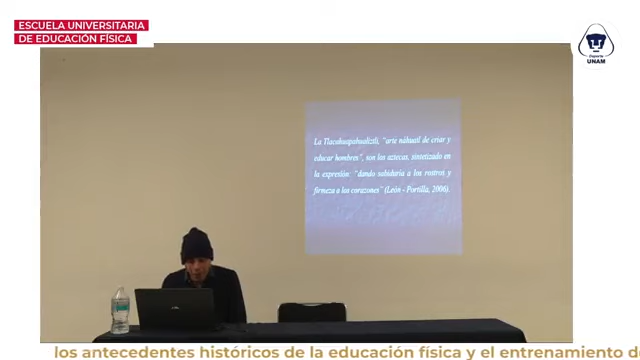 ESCUELA UNIVERSITARIA
DE EDUCACIÓN FÍSICA
Deporte
UNAM
La Tlacahuapahualiztli, "arte náhuatl de criar y
educar hombres", son los aztecas, sintetizado en
la expresión: "dando sabiduría a los rostros y
firmeza a los corazones" (León - Portilla, 2006).
los antecedentes históricos de la educación física y el entrenamiento d